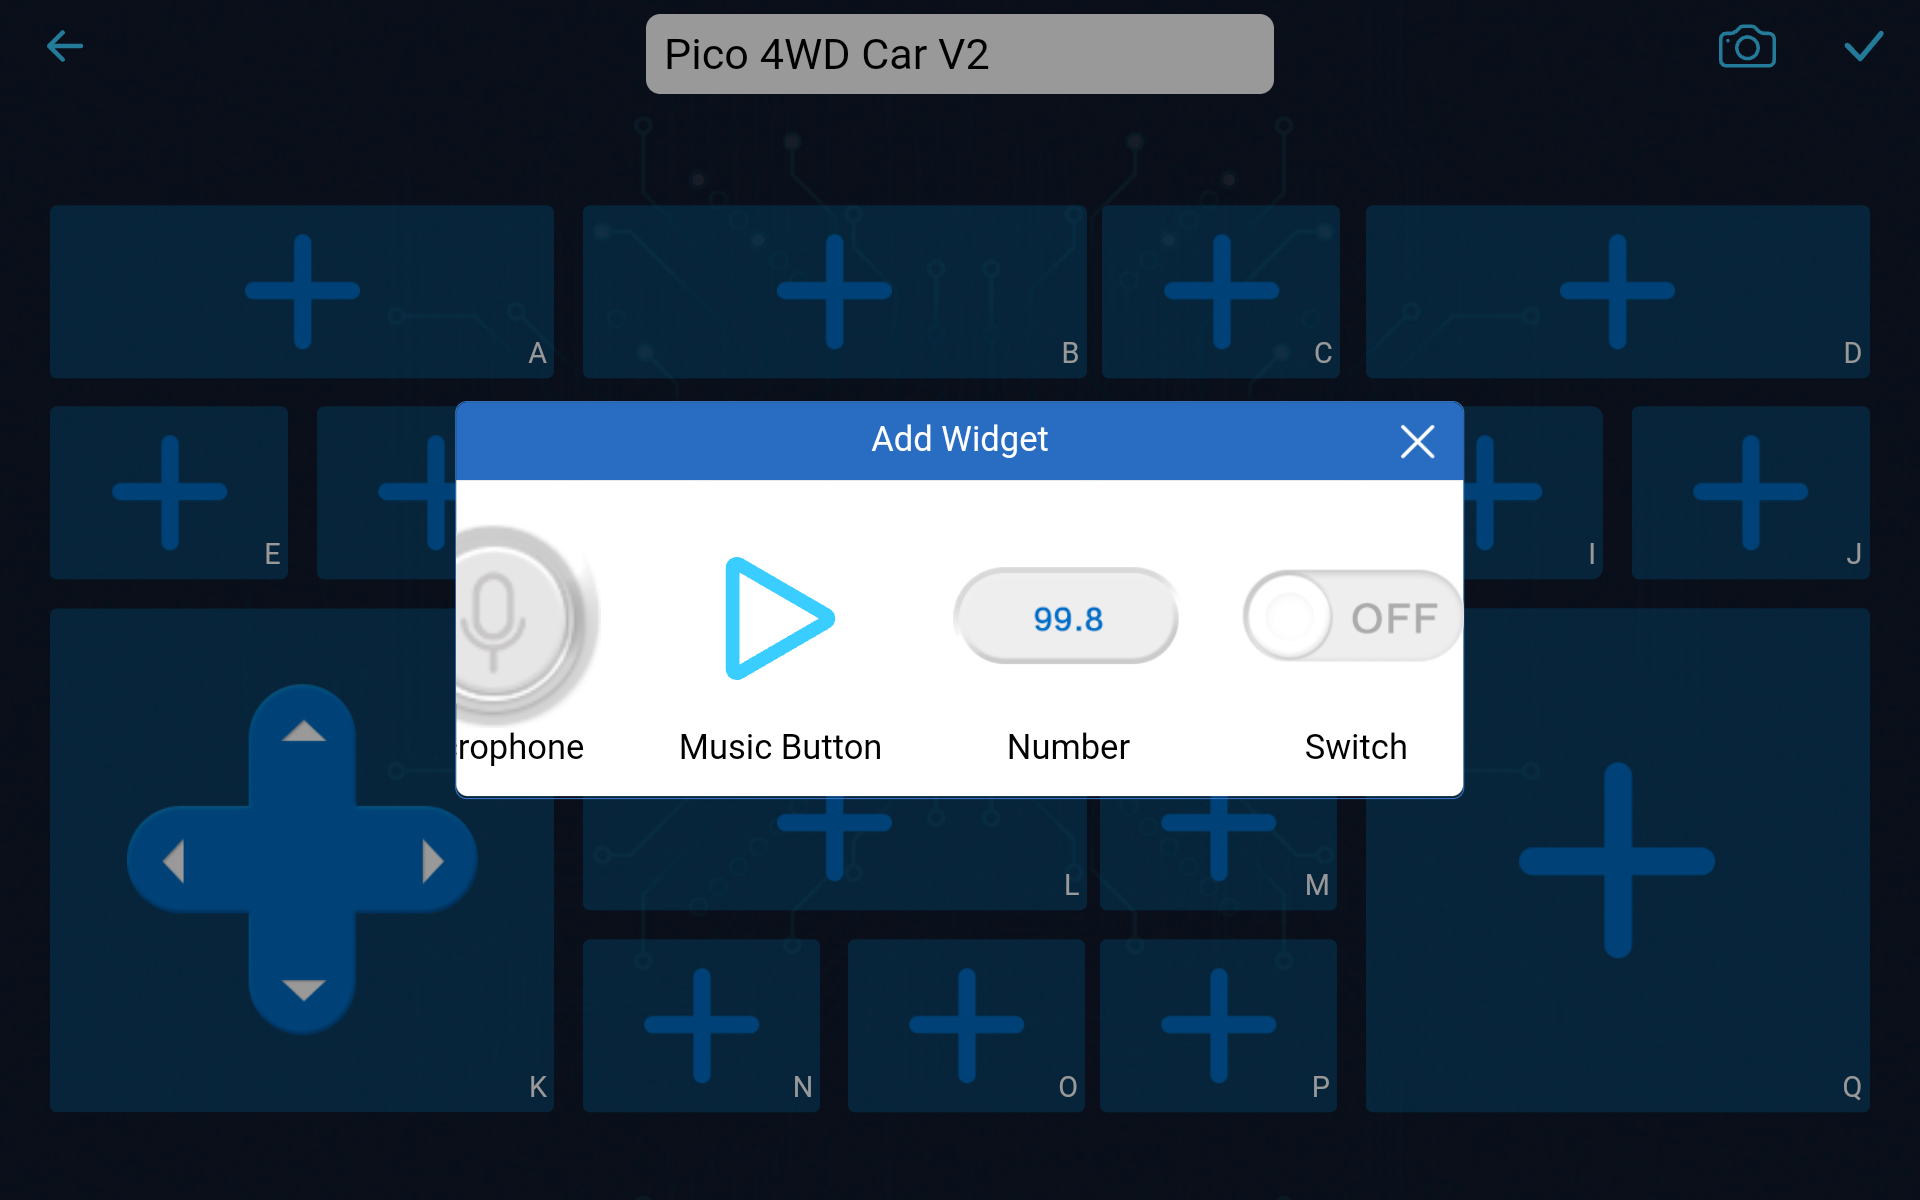 Pico 4WD Car V2
A
B
C
D
Add Widget
E
I
J
99.8
OFF
rophone
Music Button
Number
Switch
L
M
K
N
O
P
Q